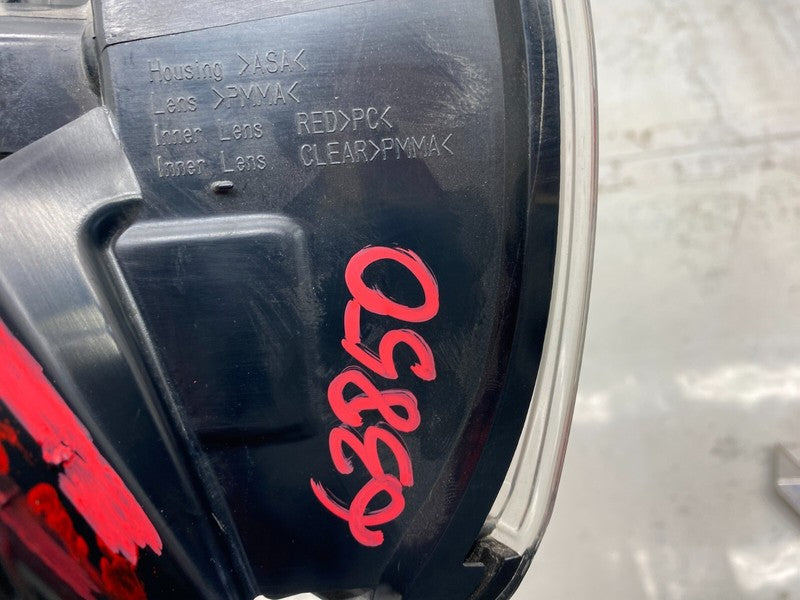 Housing >ASA<
Lens >PMMA<
Inner Lens RED>PC<
Inner Lens CLEAR>PMMA<
63850